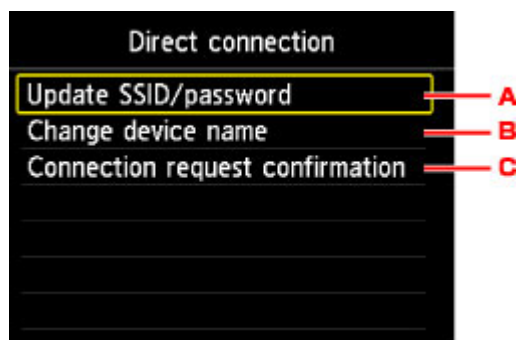 Direct connection
Update SSID/password A
Change device name B
Connection request confirmation C